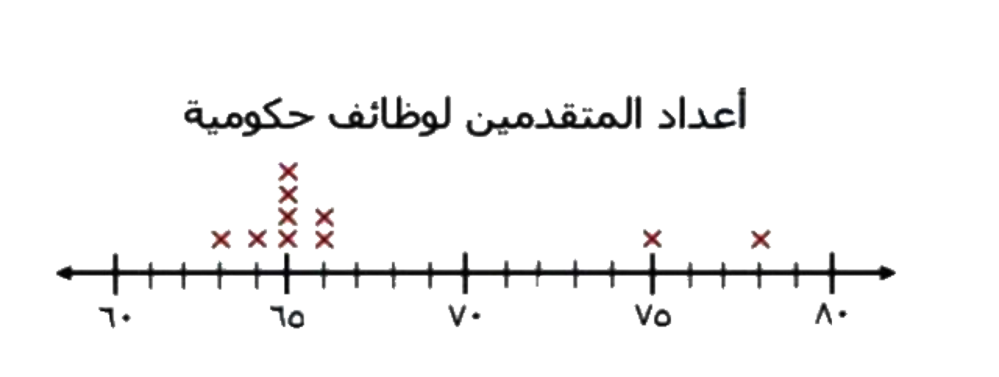 أعداد المتقدمين لوظائف حكومية
٦٠ ٦٥ ٧٠ ٧٥ ٨٠